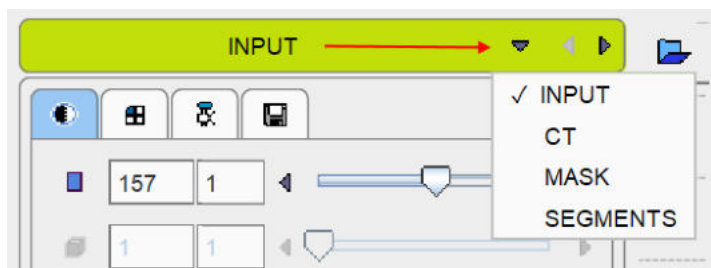 INPUT
✓ INPUT
CT
MASK
SEGMENTS
157 1
1 1